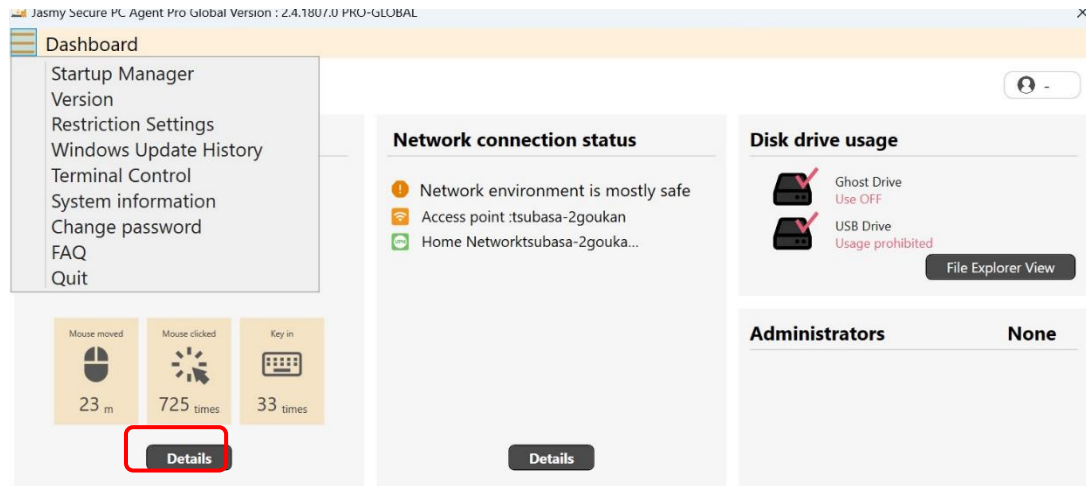 Jasmy Secure PC Agent Pro Global Version : 2.4.1807.0 PRO-GLOBAL
Dashboard
Startup Manager
Version
Restriction Settings
Windows Update History
Terminal Control
System information
Change password
FAQ
Quit
-
Mouse moved
23 m
Mouse clicked
725 times
Key in
33 times
Details
Network connection status
Network environment is mostly safe
Access point :tsubasa-2goukan
Home Networktsubasa-2gouka...
Details
Disk drive usage
Ghost Drive
Use OFF
USB Drive
Usage prohibited
File Explorer View
Administrators None